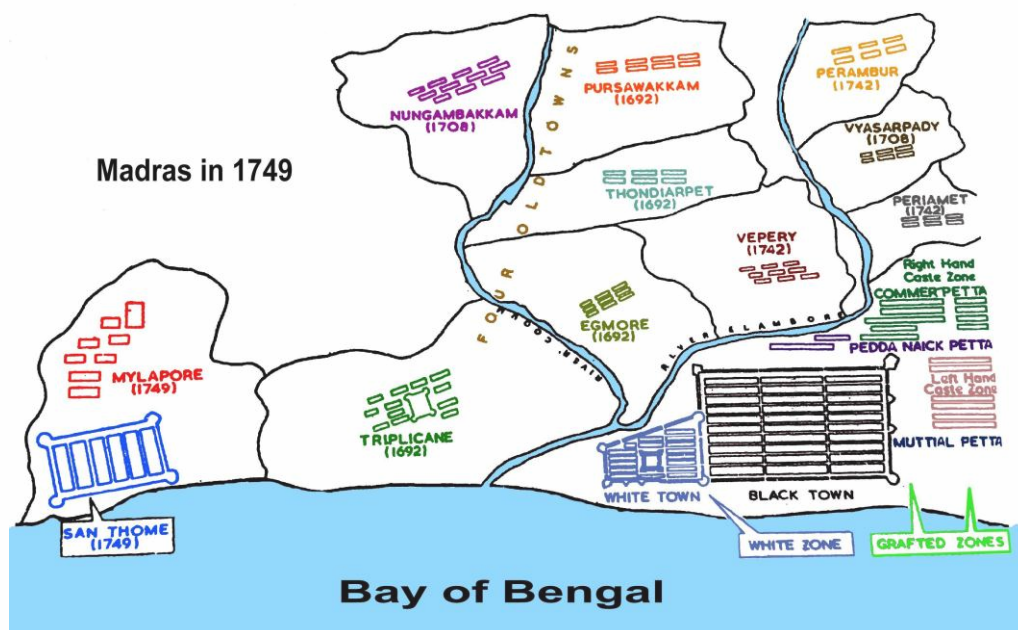 PERAMBUR
(1742)
PURSAWAKKAM
(1692)
NUNGAMBAKKAM
(1708)
VYASARPADY
(1708)
Madras in 1749
THONDIARPET
(1692)
PERIAMET
(1742)
FOUR OLD TOWNS
VEPERY
(1742)
Right Hand
Caste Zone
COMMER PETTA
EGMORE
(1692)
RIVER COOUM
RIVER ELAMBORE
PEDDA NAICK PETTA
MYLAPORE
(1749)
Left Hand
Caste Zone
TRIPLICANE
(1692)
MUTTIAL PETTA
WHITE TOWN
BLACK TOWN
SAN THOME
(1749)
WHITE ZONE
GRAFTED ZONES
Bay of Bengal